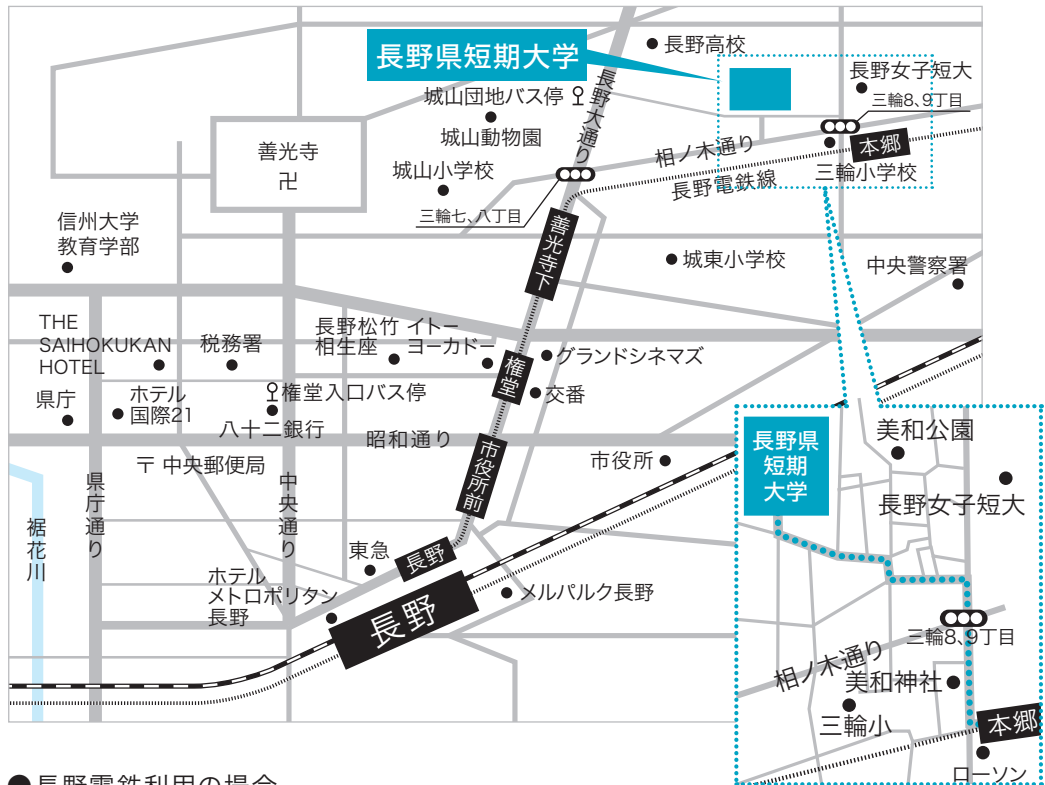 長野高校
長野県短期大学
長野女子短大
城山団地バス停
長野大通り
三輪8、9丁目
城山動物園
相ノ木通り
本郷
善光寺
卍
城山小学校
長野電鉄線
三輪小学校
三輪七、八丁目
信州大学
教育学部
善光寺下
城東小学校
中央警察署
THE
SAIHOKUKAN
HOTEL
税務署
長野松竹
相生座
イトー
ヨーカドー
グランドシネマズ
権堂
県庁
ホテル
国際21
権堂入口バス停
交番
八十二銀行
昭和通り
市役所前
市役所
〒中央郵便局
県庁通り
中央通り
裾花川
東急
長野
ホテル
メトロポリタン
長野
長野
メルパルク長野
長野県
短期
大学
美和公園
長野女子短大
三輪8、9丁目
相ノ木通り
美和神社
三輪小
本郷
ローソン
●長野電鉄利用の場合